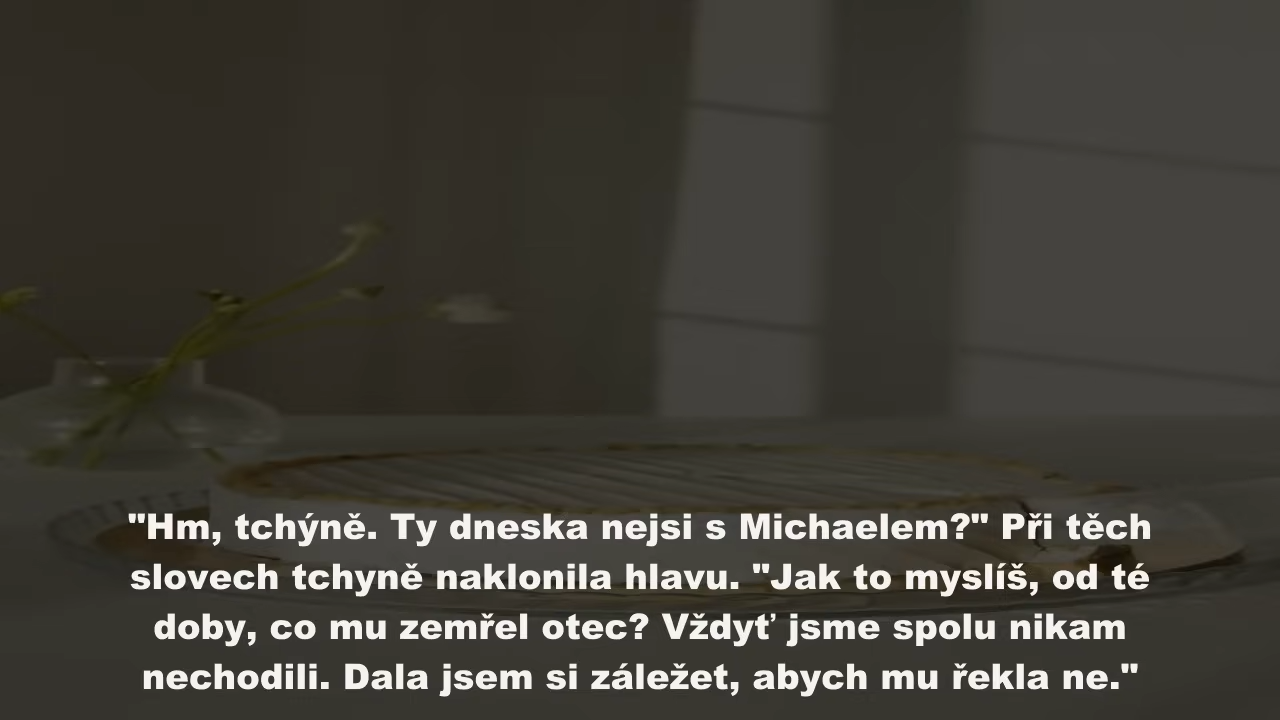 "Hm, tchýně. Ty dneska nejsi s Michaelem?" Při těch
slovech tchyně naklonila hlavu. "Jak to myslíš, od té
doby, co mu zemřel otec? Vždyť jsme spolu nikam
nechodili. Dala jsem si záležet, abych mu řekla ne."